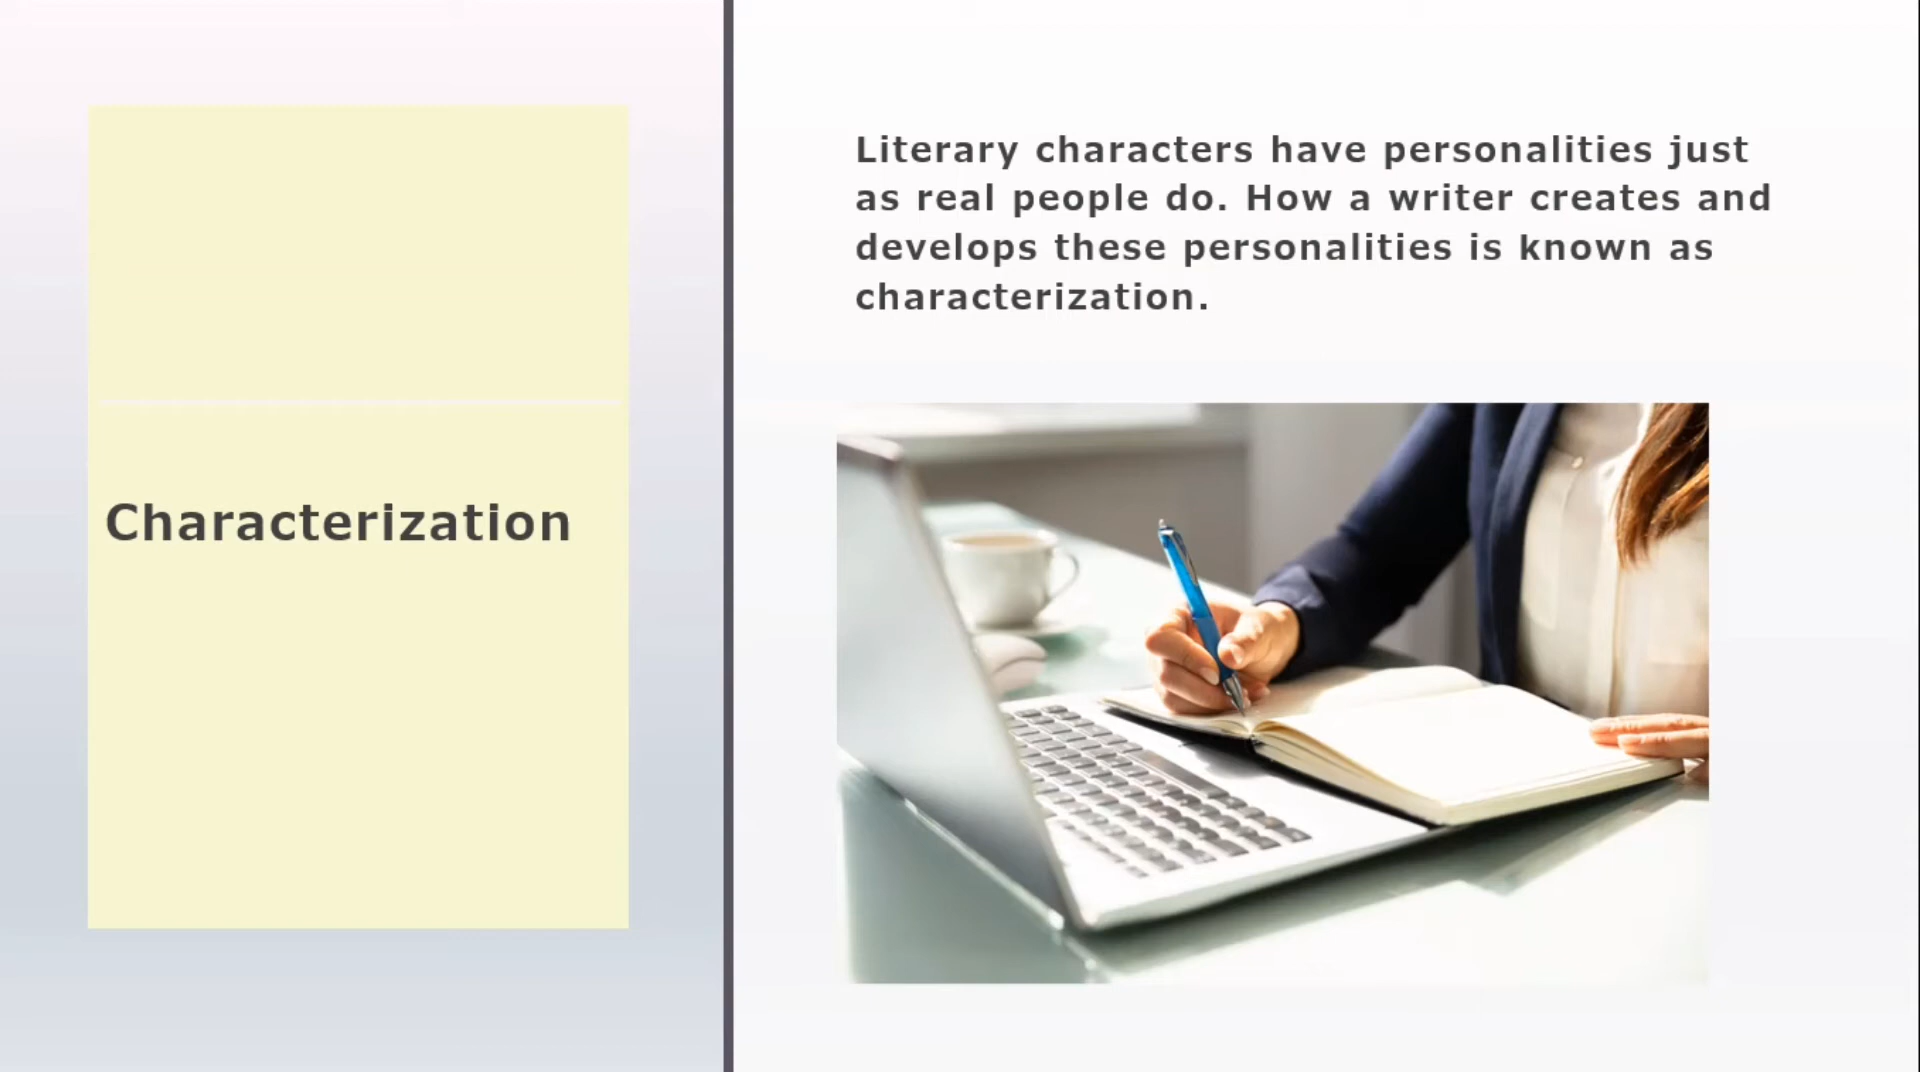 Characterization
Literary characters have personalities just
as real people do. How a writer creates and
develops these personalities is known as
characterization.